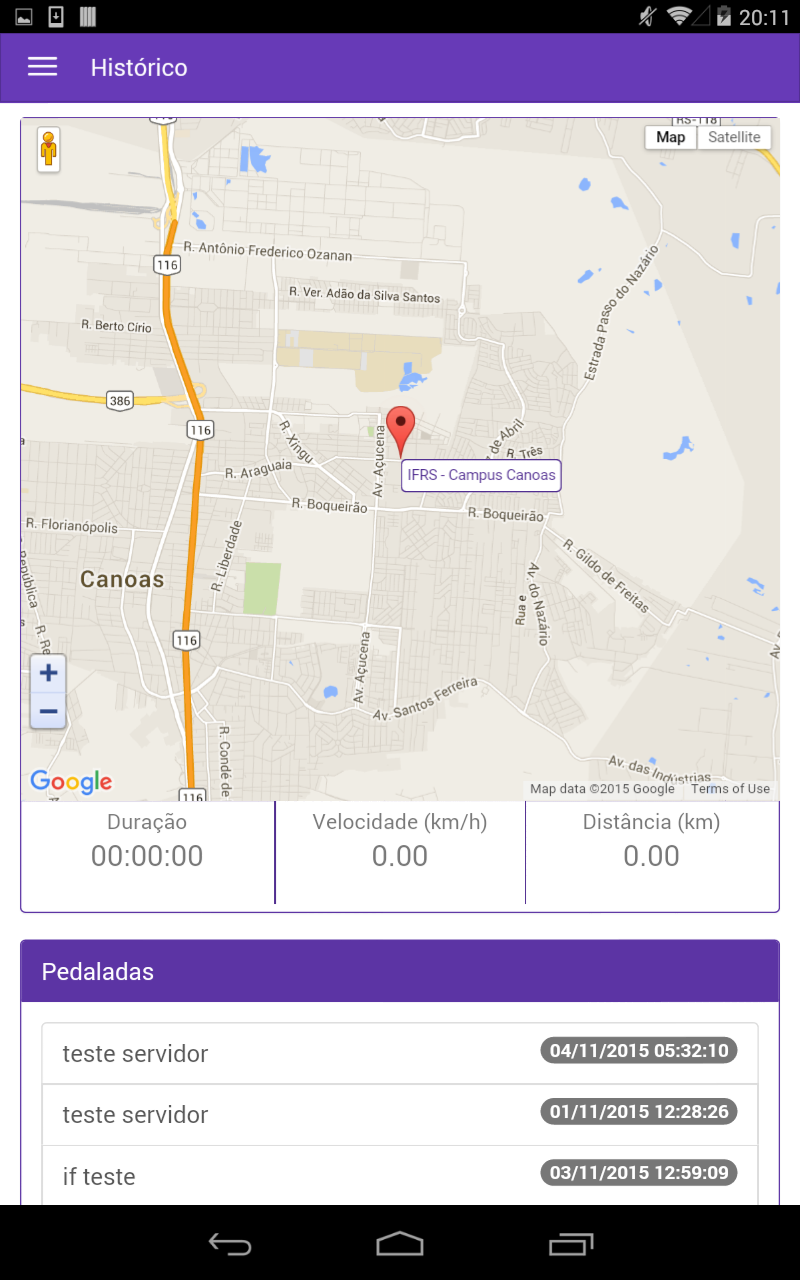 20:11
Histórico
116
RS-118
Map
Satellite
R. Antônio Frederico Ozanan
116
R. Ver. Adão da Silva Santos
Estrada Passo do Nazário
R. Berto Círio
386
116
R. Xingu
Av. Açucena
de Abril
R. Três
R. Araguaia
IFRS - Campus Canoas
R. Boqueirão
R. Boqueirão
R. Florianópolis
R. Liberdade
R. Gildo de Freitas
Canoas
República
Av. do Nazário
Rua e
116
R. Re
Av. Açucena
Av.
Av. Santos Ferreira
R. Conde de
Av. das Indústrias
Google
116
Map data ©2015 Google
Terms of Use
Duração
Velocidade (km/h)
Distância (km)
00:00:00
0.00
0.00
Pedaladas
teste servidor
04/11/2015 05:32:10
teste servidor
01/11/2015 12:28:26
if teste
03/11/2015 12:59:09